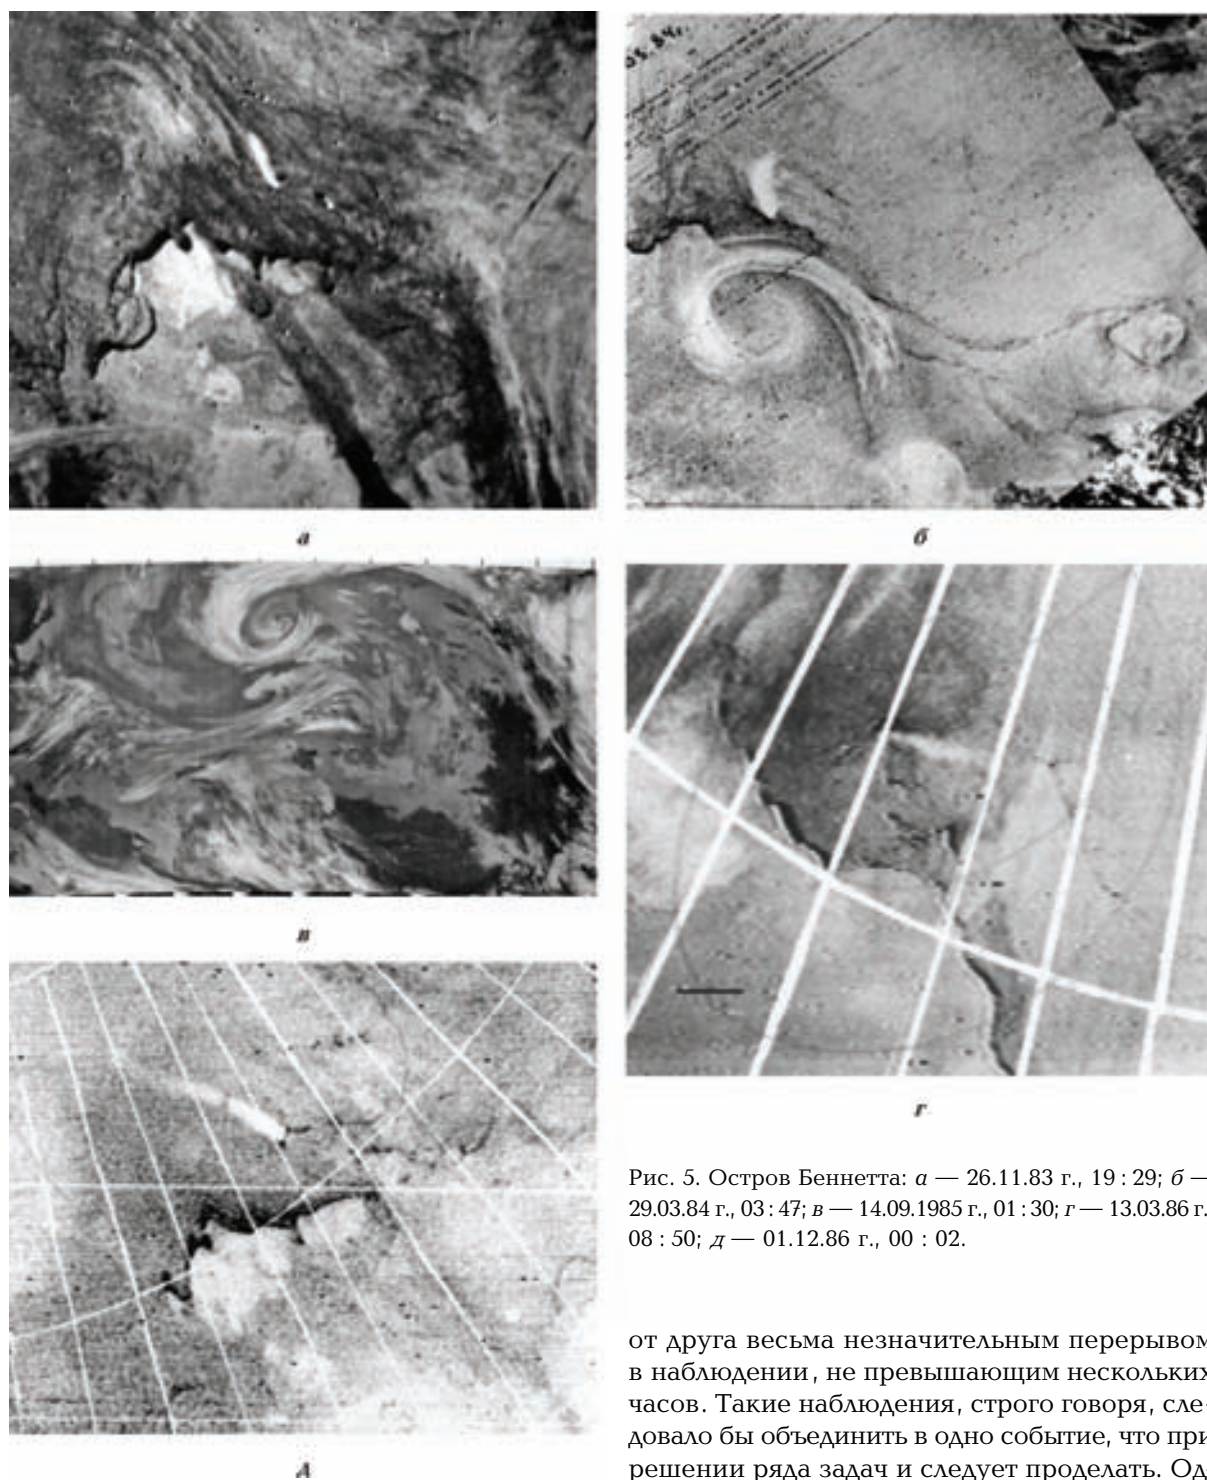 08.84г.
а
б
в
г
д
Рис. 5. Остров Беннетта: а — 26.11.83 г., 19 : 29; б —
29.03.84 г., 03 : 47; в — 14.09.1985 г., 01 : 30; г — 13.03.86 г.
08 : 50; д — 01.12.86 г., 00 : 02.
от друга весьма незначительным перерывом
в наблюдении, не превышающим нескольких
часов. Такие наблюдения, строго говоря, сле-
довало бы объединить в одно событие, что при
решении ряда задач и следует проделать. Од-